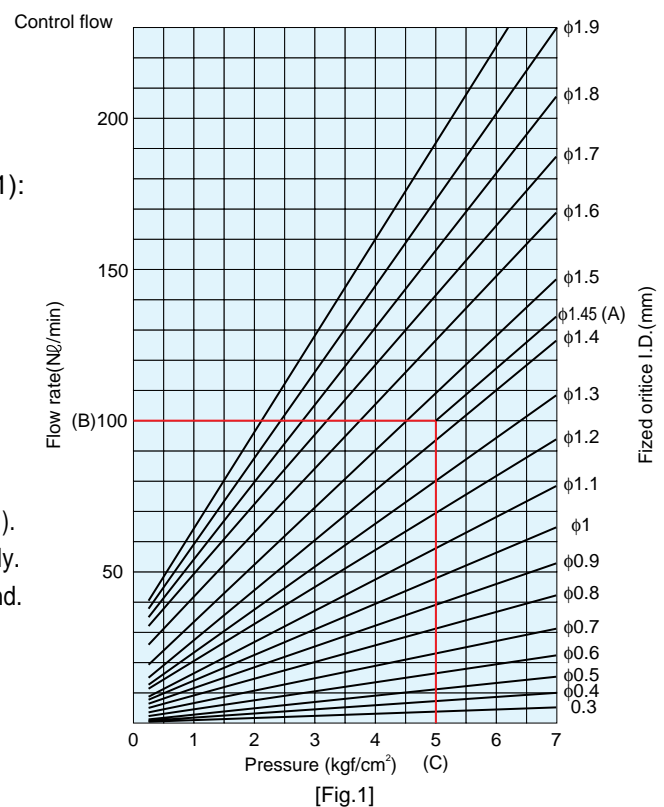 Control flow
1):
).
ly.
nd.
Flow rate(Nℓ/min)
200
150
(B) 100
50
0 1 2 3 4 5 6 7
Pressure (kgf/cm²) (C)
[Fig.1]
ϕ1.9
ϕ1.8
ϕ1.7
ϕ1.6
ϕ1.5
ϕ1.45 (A)
ϕ1.4
ϕ1.3
ϕ1.2
ϕ1.1
ϕ1
ϕ0.9
ϕ0.8
ϕ0.7
ϕ0.6
ϕ0.5
ϕ0.4
0.3
Fized oritice I.D.(mm)